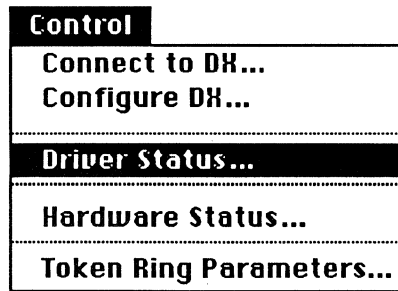 Control
Connect to DX...
Configure DX...
Driver Status...
Hardware Status...
Token Ring Parameters...